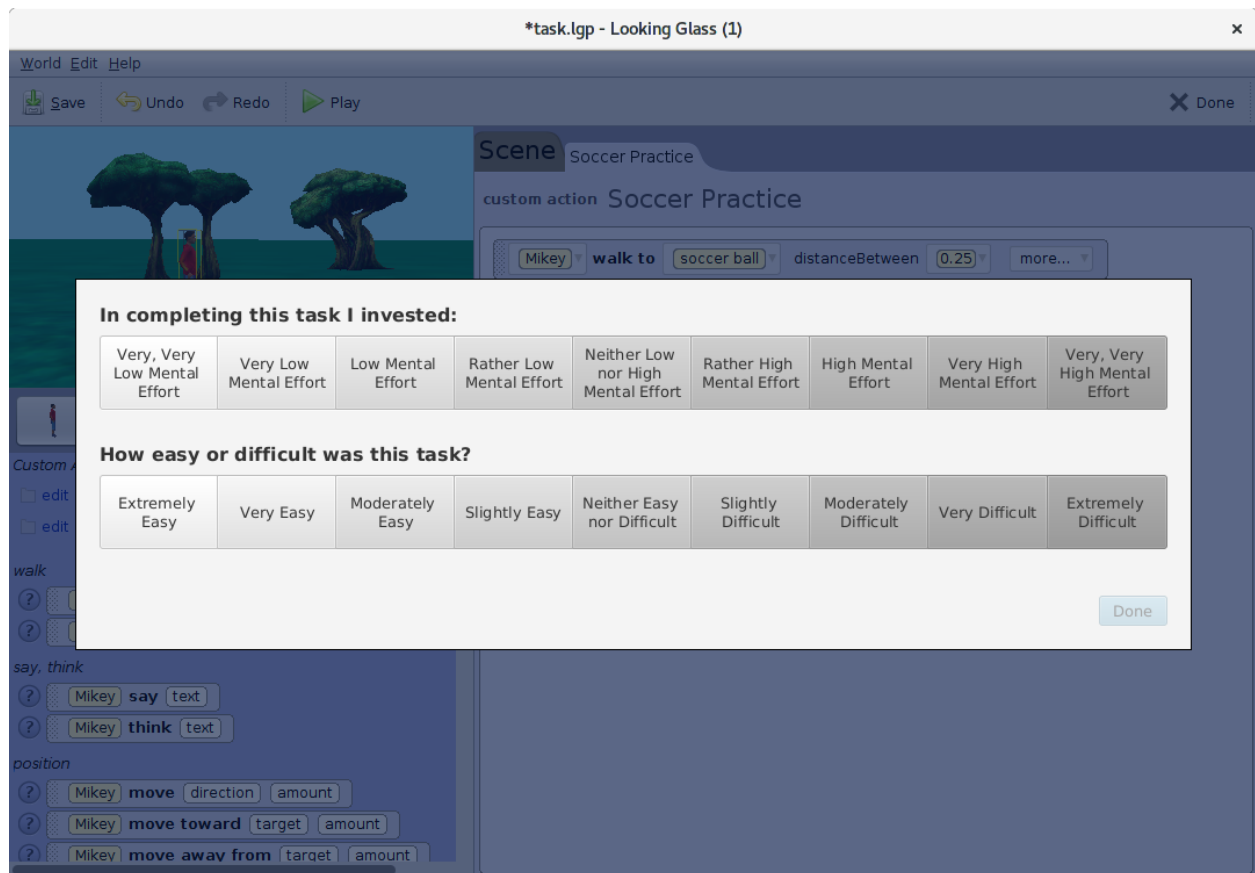 *task.lgp - Looking Glass (1) ×
World Edit Help
Save Undo Redo Play Done
Scene Soccer Practice
custom action Soccer Practice
Mikey walk to soccer ball distanceBetween 0.25 more...
In completing this task I invested:
Very, Very Low Mental Effort
Very Low Mental Effort
Low Mental Effort
Rather Low Mental Effort
Neither Low nor High Mental Effort
Rather High Mental Effort
High Mental Effort
Very High Mental Effort
Very, Very High Mental Effort
How easy or difficult was this task?
Extremely Easy
Very Easy
Moderately Easy
Slightly Easy
Neither Easy nor Difficult
Slightly Difficult
Moderately Difficult
Very Difficult
Extremely Difficult
Done
Custom
edit
edit
walk
?
?
say, think
? Mikey say text
? Mikey think text
position
? Mikey move direction amount
? Mikey move toward target amount
? Mikey move away from target amount